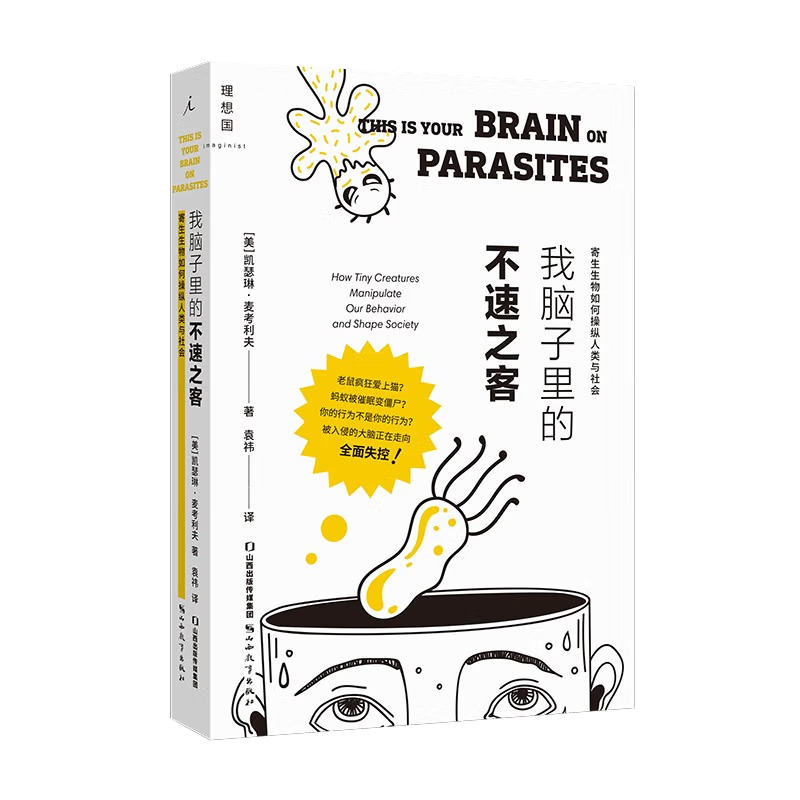 理想国
imaginist
THIS IS YOUR BRAIN ON
PARASITES
How Tiny Creatures
Manipulate
Our Behavior
and Shape Society
我脑子里的
不速之客
寄生生物如何操纵人类与社会
[美]凯瑟琳·麦考利夫 著 袁祎 译
老鼠疯狂爱上猫？
蚂蚁被催眠变僵尸？
你的行为不是你的行为？
被入侵的大脑正在走向
全面失控！
山西出版传媒集团
山西教育出版社
THIS IS
YOUR
BRAIN
ON
PARASITES
我脑子里的不速之客
寄生生物如何操纵人类与社会
[美]凯瑟琳·麦考利夫 著 袁祎 译
山西出版传媒集团
山西教育出版社